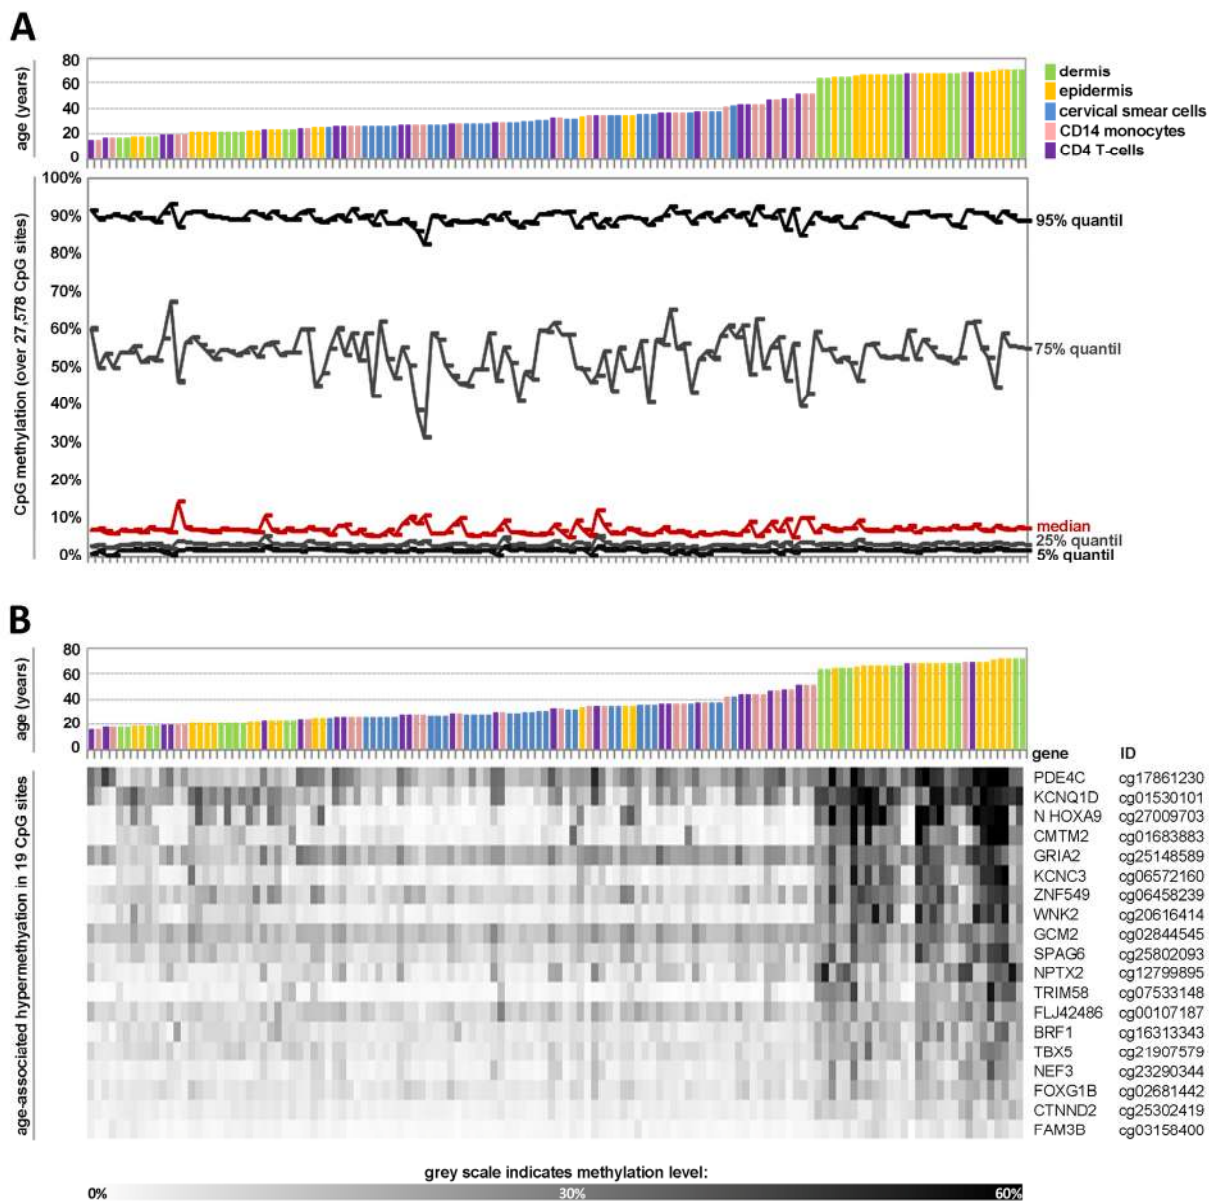 A
age (years)
80
60
40
20
0
dermis
epidermis
cervical smear cells
CD14 monocytes
CD4 T-cells
CpG methylation (over 27,578 CpG sites)
100%
90%
80%
70%
60%
50%
40%
30%
20%
10%
0%
95% quantil
75% quantil
median
25% quantil
5% quantil
B
age (years)
80
60
40
20
0
age-associated hypermethyation in 19 CpG sites
gene ID
PDE4C cg17861230
KCNQ1D cg01530101
N HOXA9 cg27009703
CMTM2 cg01683883
GRIA2 cg25148589
KCNC3 cg06572160
ZNF549 cg06458239
WNK2 cg20616414
GCM2 cg02844545
SPAG6 cg25802093
NPTX2 cg12799895
TRIM58 cg07533148
FLJ42486 cg00107187
BRF1 cg16313343
TBX5 cg21907579
NEF3 cg23290344
FOXG1B cg02681442
CTNND2 cg25302419
FAM3B cg03158400
grey scale indicates methylation level:
0% 30% 60%